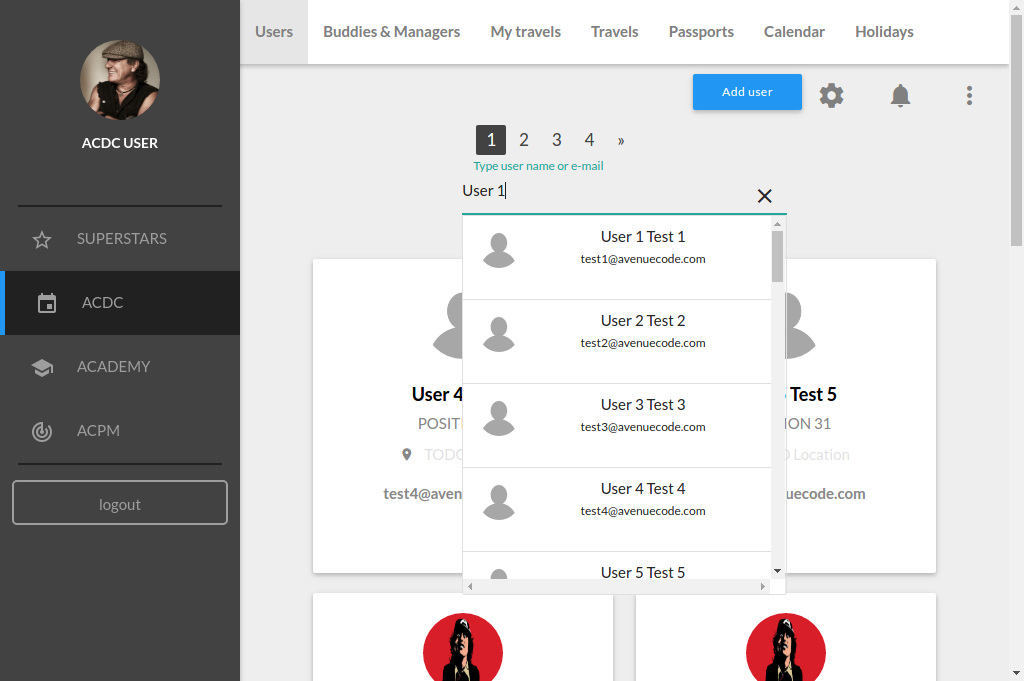 Users Buddies & Managers My travels Travels Passports Calendar Holidays
Add user
ACDC USER
SUPERSTARS
ACDC
ACADEMY
ACPM
logout
1 2 3 4 »
Type user name or e-mail
User 1
User 1 Test 1
test1@avenuecode.com
User 2 Test 2
test2@avenuecode.com
User 3 Test 3
test3@avenuecode.com
User 4 Test 4
test4@avenuecode.com
User 5 Test 5
User 4
POSIT
TODO
test4@aven
Test 5
ION 31
Location
uecode.com